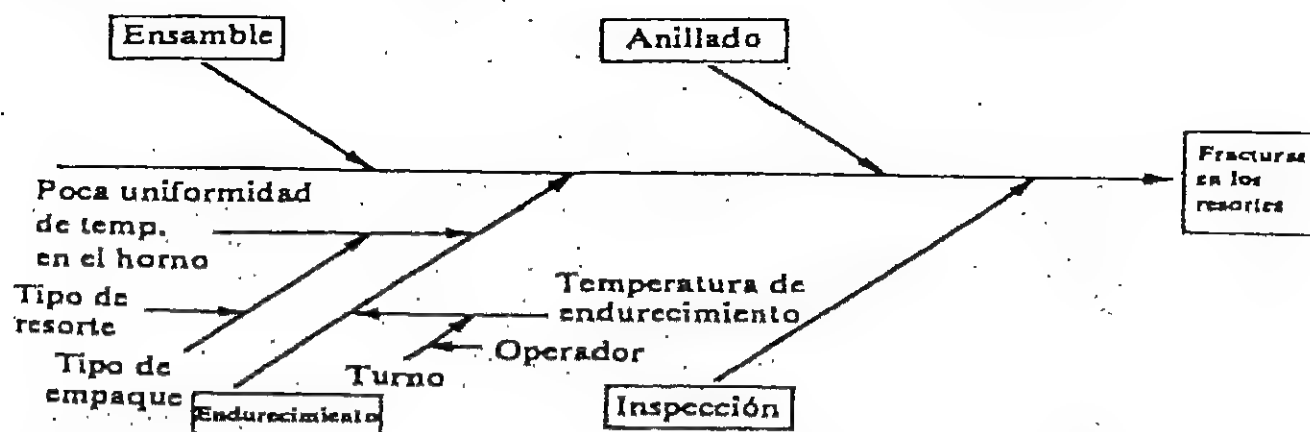 Ensamble
Anillado
Fracturas
en los
resortes
Poca uniformidad
de temp.
en el horno
Tipo de
resorte
Tipo de
empaque
Temperatura de
endurecimiento
Operador
Turno
Endurecimiento
Inspección